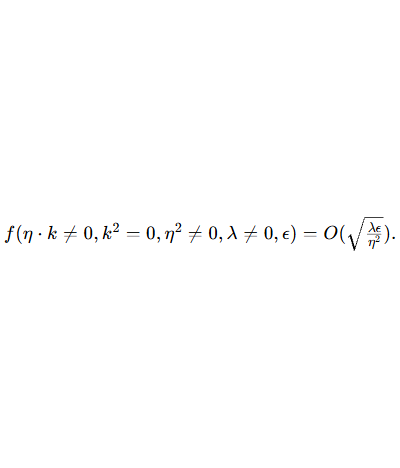 f(η · k ≠ 0, k² = 0, η² ≠ 0, λ ≠ 0, ϵ) = O(√(λϵ/η²)).